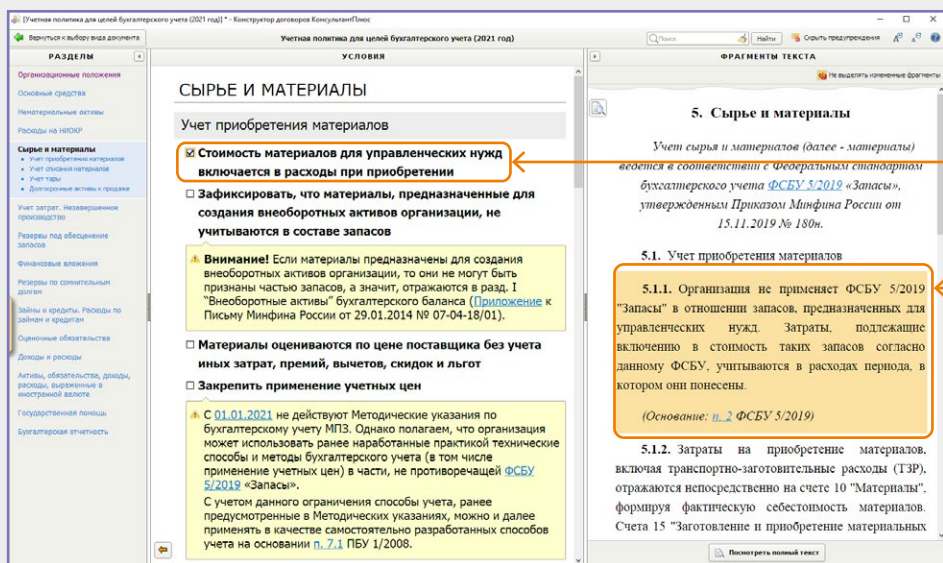 [Учетная политика для целей бухгалтерского учета (2021 год)] * - Конструктор договоров КонсультантПлюс
Вернуться к выбору вида документа
Учетная политика для целей бухгалтерского учета (2021 год)
Поиск
Найти
Скрыть предупреждения
РАЗДЕЛЫ
Организационные положения
Основные средства
Нематериальные активы
Расходы на НИОКР
Сырье и материалы
• Учет приобретения материалов
• Учет списания материалов
• Учет тары
• Долгосрочные активы к продаже
Учет затрат. Незавершенное
производство
Резервы под обесценение
запасов
Финансовые вложения
Резервы по сомнительным
долгам
Займы и кредиты. Расходы по
займам и кредитам
Оценочные обязательства
Доходы и расходы
Активы, обязательства, доходы,
расходы, выраженные в
иностранной валюте
Государственная помощь
Бухгалтерская отчетность
УСЛОВИЯ
СЫРЬЕ И МАТЕРИАЛЫ
Учет приобретения материалов
Стоимость материалов для управленческих нужд
включается в расходы при приобретении
Зафиксировать, что материалы, предназначенные для
создания внеоборотных активов организации, не
учитываются в составе запасов
Внимание! Если материалы предназначены для создания
внеоборотных активов организации, то они не могут быть
признаны частью запасов, а значит, отражаются в разд. I
"Внеоборотные активы" бухгалтерского баланса (Приложение к
Письму Минфина России от 29.01.2014 № 07-04-18/01).
Материалы оцениваются по цене поставщика без учета
иных затрат, премий, вычетов, скидок и льгот
Закрепить применение учетных цен
С 01.01.2021 не действуют Методические указания по
бухгалтерскому учету МПЗ. Однако полагаем, что организация
может использовать ранее наработанные практикой технические
способы и методы бухгалтерского учета (в том числе
применение учетных цен) в части, не противоречащей ФСБУ
5/2019 «Запасы».
С учетом данного ограничения способы учета, ранее
предусмотренные в Методических указаниях, можно и далее
применять в качестве самостоятельно разработанных способов
учета на основании п. 7.1 ПБУ 1/2008.
ФРАГМЕНТЫ ТЕКСТА
Не выделять измененные фрагменты
5. Сырье и материалы
Учет сырья и материалов (далее - материалы)
ведется в соответствии с Федеральным стандартом
бухгалтерского учета ФСБУ 5/2019 «Запасы»,
утвержденным Приказом Минфина России от
15.11.2019 № 180н.
5.1. Учет приобретения материалов
5.1.1. Организация не применяет ФСБУ 5/2019
"Запасы" в отношении запасов, предназначенных для
управленческих нужд. Затраты, подлежащие
включению в стоимость таких запасов согласно
данному ФСБУ, учитываются в расходах периода, в
котором они понесены.
(Основание: п. 2 ФСБУ 5/2019)
5.1.2. Затраты на приобретение материалов,
включая транспортно-заготовительные расходы (ТЗР),
отражаются непосредственно на счете 10 "Материалы",
формируя фактическую себестоимость материалов.
Счета 15 "Заготовление и приобретение материальных
Посмотреть полный текст